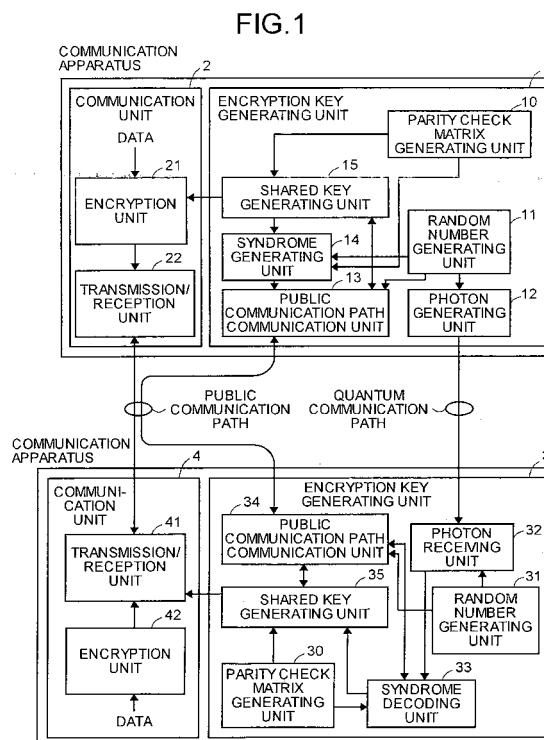 FIG.1
COMMUNICATION
APPARATUS
2
COMMUNICATION
UNIT
DATA
21
ENCRYPTION
UNIT
22
TRANSMISSION/
RECEPTION
UNIT
ENCRYPTION KEY
GENERATING UNIT
10
PARITY CHECK
MATRIX
GENERATING UNIT
15
SHARED KEY
GENERATING UNIT
14
SYNDROME
GENERATING
UNIT
13
PUBLIC
COMMUNICATION PATH
COMMUNICATION UNIT
11
RANDOM
NUMBER
GENERATING
UNIT
12
PHOTON
GENERATING
UNIT
PUBLIC
COMMUNICATION
PATH
QUANTUM
COMMUNICATION
PATH
COMMUNICATION
APPARATUS
4
COMMUNI-
CATION
UNIT
41
TRANSMISSION/
RECEPTION
UNIT
42
ENCRYPTION
UNIT
DATA
ENCRYPTION KEY
GENERATING UNIT
34
PUBLIC
COMMUNICATION PATH
COMMUNICATION UNIT
32
PHOTON
RECEIVING
UNIT
35
SHARED KEY
GENERATING UNIT
31
RANDOM
NUMBER
GENERATING
UNIT
30
PARITY CHECK
MATRIX
GENERATING
UNIT
33
SYNDROME
DECODING
UNIT